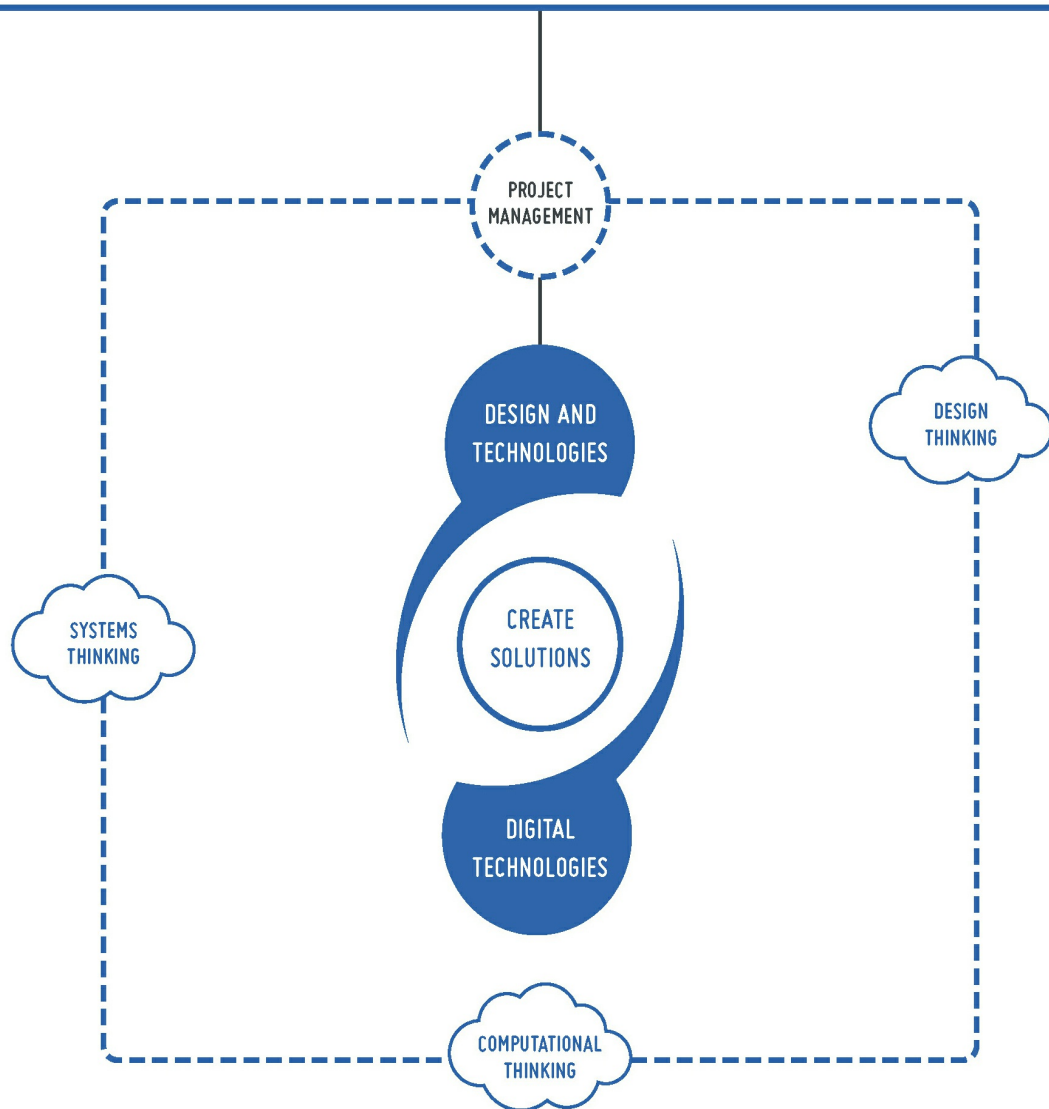 PROJECT
MANAGEMENT
DESIGN AND
TECHNOLOGIES
DESIGN
THINKING
CREATE
SOLUTIONS
SYSTEMS
THINKING
DIGITAL
TECHNOLOGIES
COMPUTATIONAL
THINKING